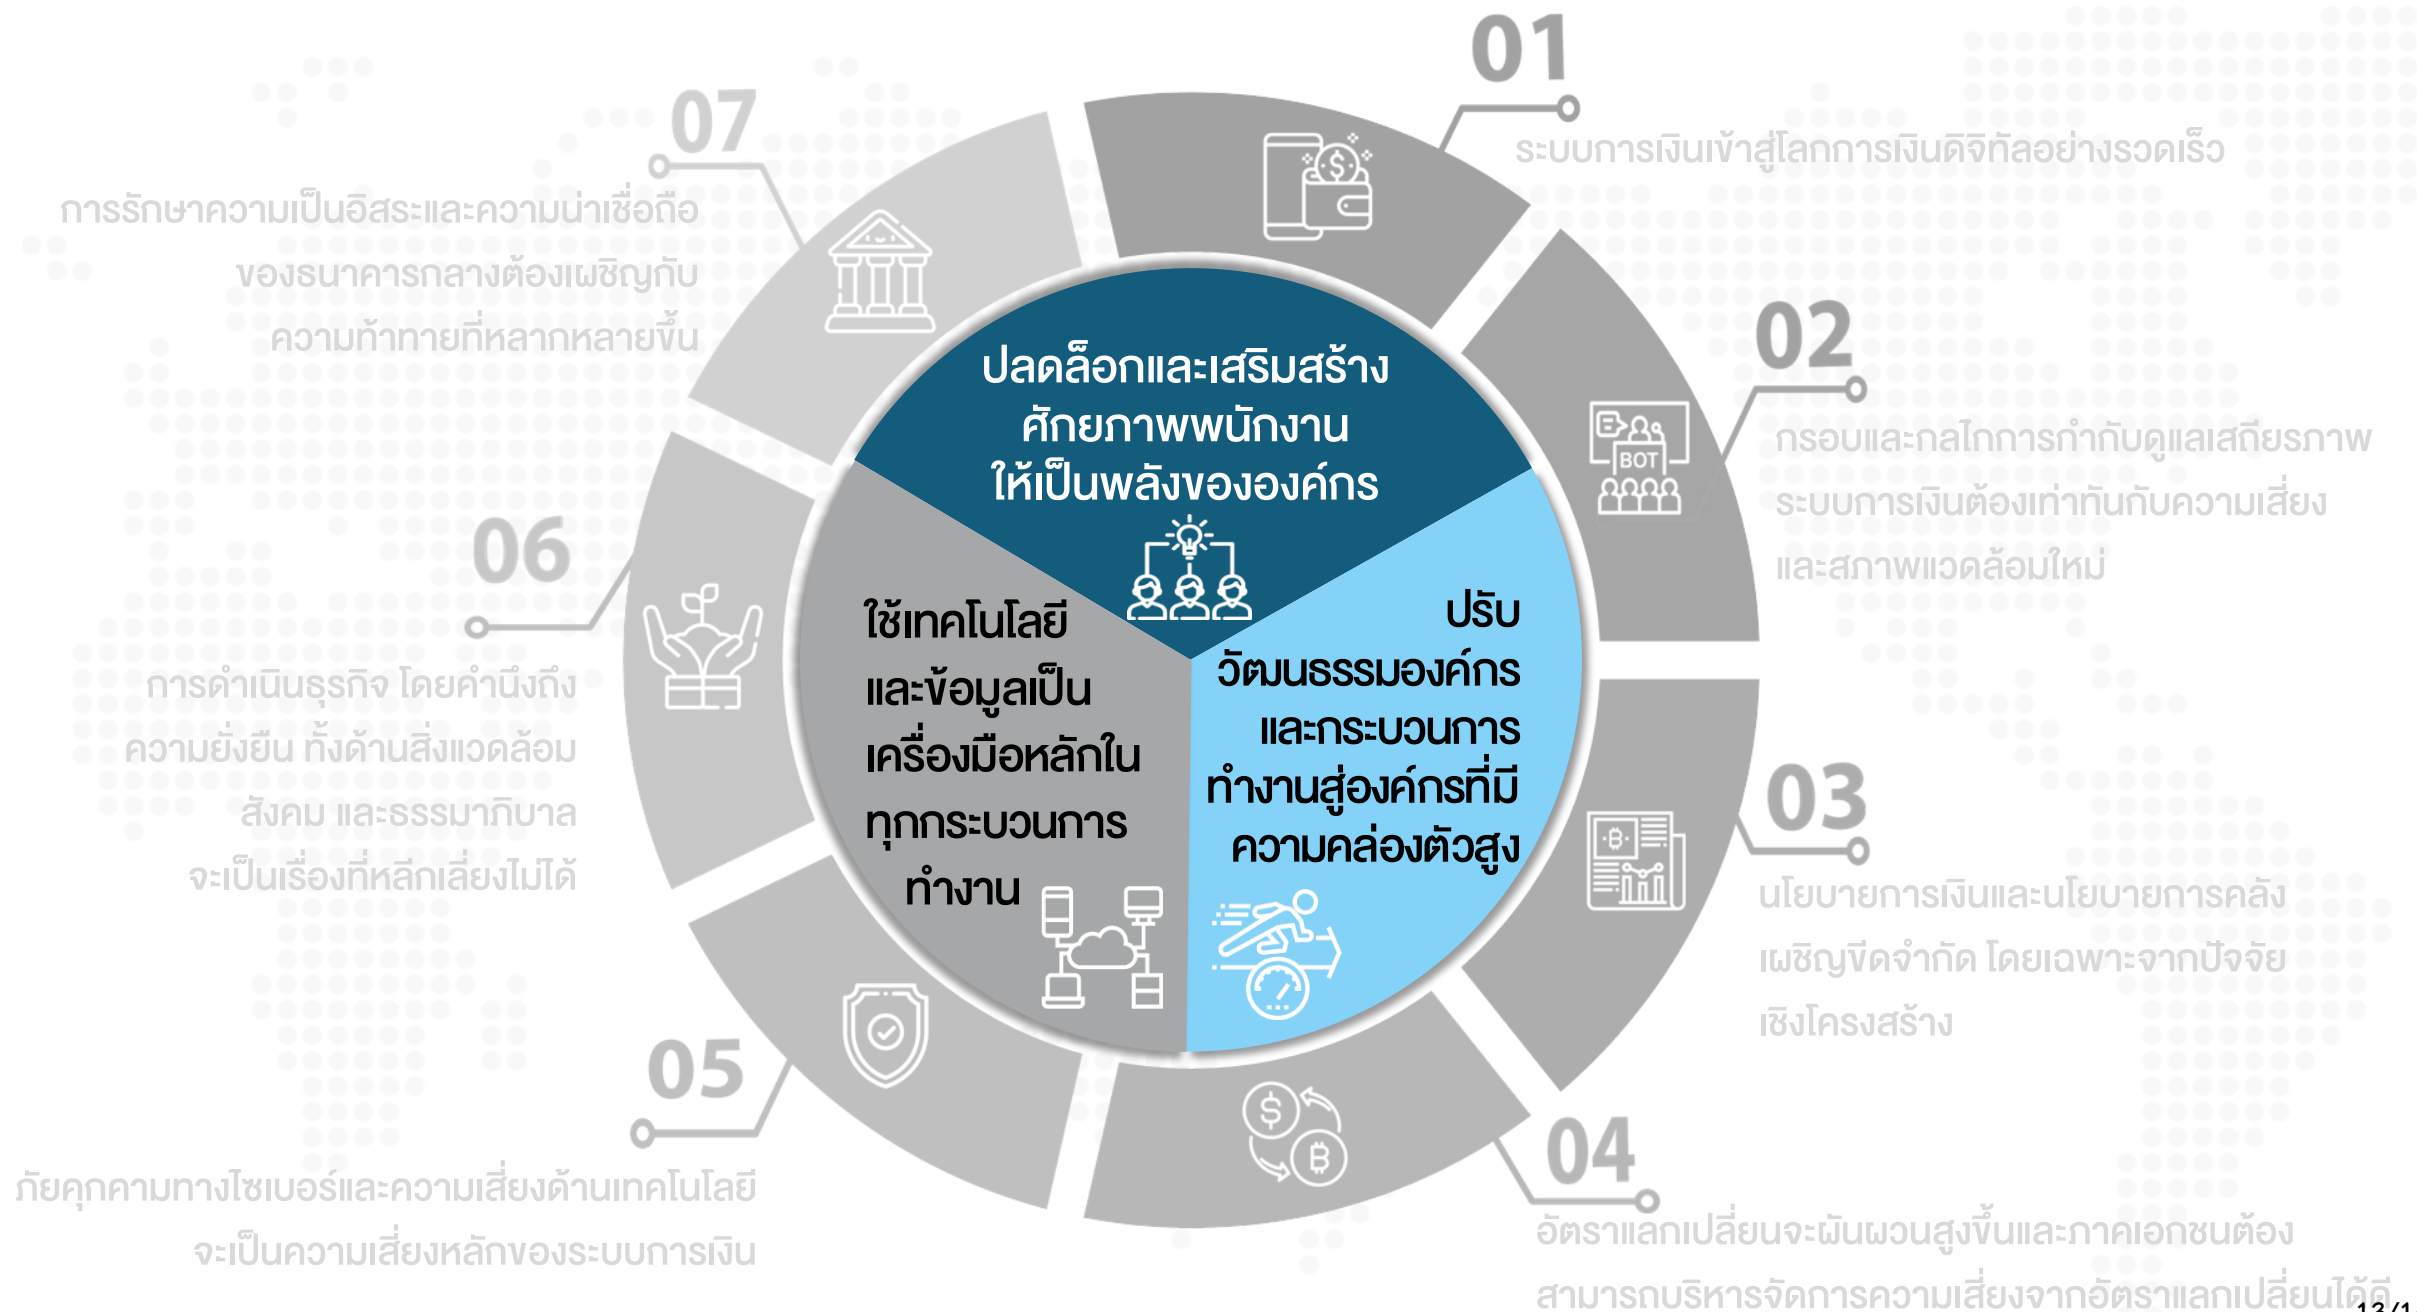 01
ระบบการเงินเข้าสู่โลกการเงินดิจิทัลอย่างรวดเร็ว
02
กรอบและกลไกการกำกับดูแลเสถียรภาพ
ระบบการเงินต้องเท่าทันกับความเสี่ยง
และสภาพแวดล้อมใหม่
BOT
03
นโยบายการเงินและนโยบายการคลัง
เผชิญขีดจำกัด โดยเฉพาะจากปัจจัย
เชิงโครงสร้าง
04
อัตราแลกเปลี่ยนจะผันผวนสูงขึ้นและภาคเอกชนต้อง
สามารถบริหารจัดการความเสี่ยงจากอัตราแลกเปลี่ยนได้ดี
05
ภัยคุกคามทางไซเบอร์และความเสี่ยงด้านเทคโนโลยี
จะเป็นความเสี่ยงหลักของระบบการเงิน
06
การดำเนินธุรกิจ โดยคำนึงถึง
ความยั่งยืน ทั้งด้านสิ่งแวดล้อม
สังคม และธรรมาภิบาล
จะเป็นเรื่องที่หลีกเลี่ยงไม่ได้
07
การรักษาความเป็นอิสระและความน่าเชื่อถือ
ของธนาคารกลางต้องเผชิญกับ
ความท้าทายที่หลากหลายขึ้น
ปลดล็อกและเสริมสร้าง
ศักยภาพพนักงาน
ให้เป็นพลังขององค์กร
ปรับ
วัฒนธรรมองค์กร
และกระบวนการ
ทำงานสู่องค์กรที่มี
ความคล่องตัวสูง
ใช้เทคโนโลยี
และข้อมูลเป็น
เครื่องมือหลักใน
ทุกกระบวนการ
ทำงาน